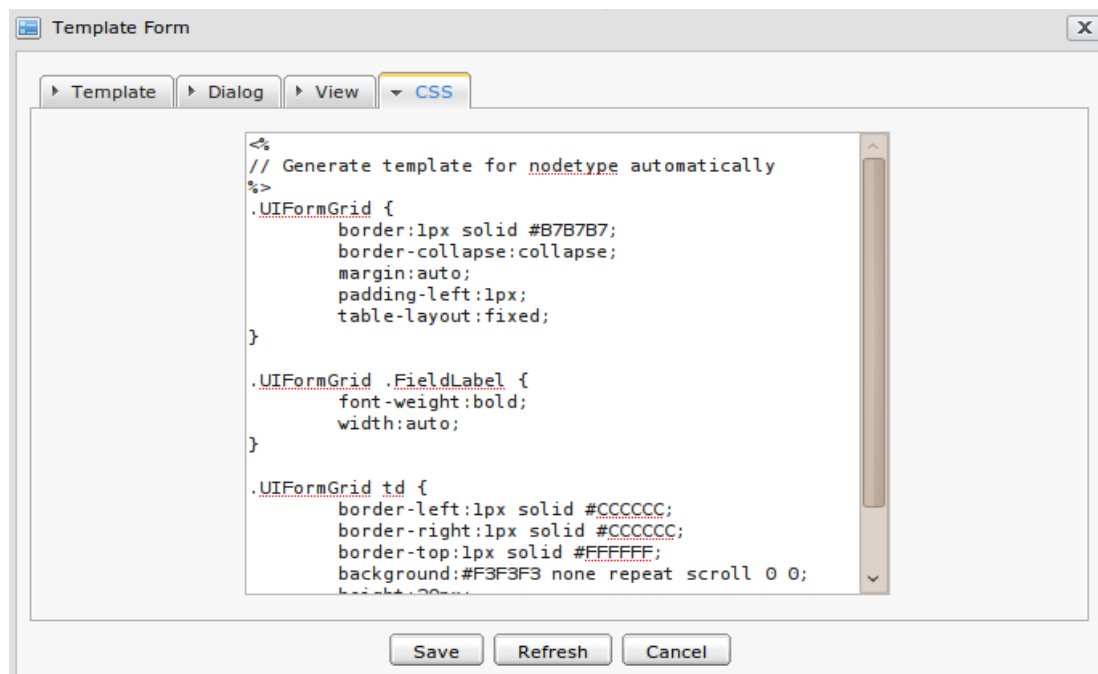 Template Form
Template Dialog View CSS
<%
// Generate template for nodetype automatically
%>
.UIFormGrid {
border:1px solid #B7B7B7;
border-collapse:collapse;
margin:auto;
padding-left:1px;
table-layout:fixed;
}
.UIFormGrid .FieldLabel {
font-weight:bold;
width:auto;
}
.UIFormGrid td {
border-left:1px solid #CCCCCC;
border-right:1px solid #CCCCCC;
border-top:1px solid #FFFFFF;
background:#F3F3F3 none repeat scroll 0 0;
Save Refresh Cancel